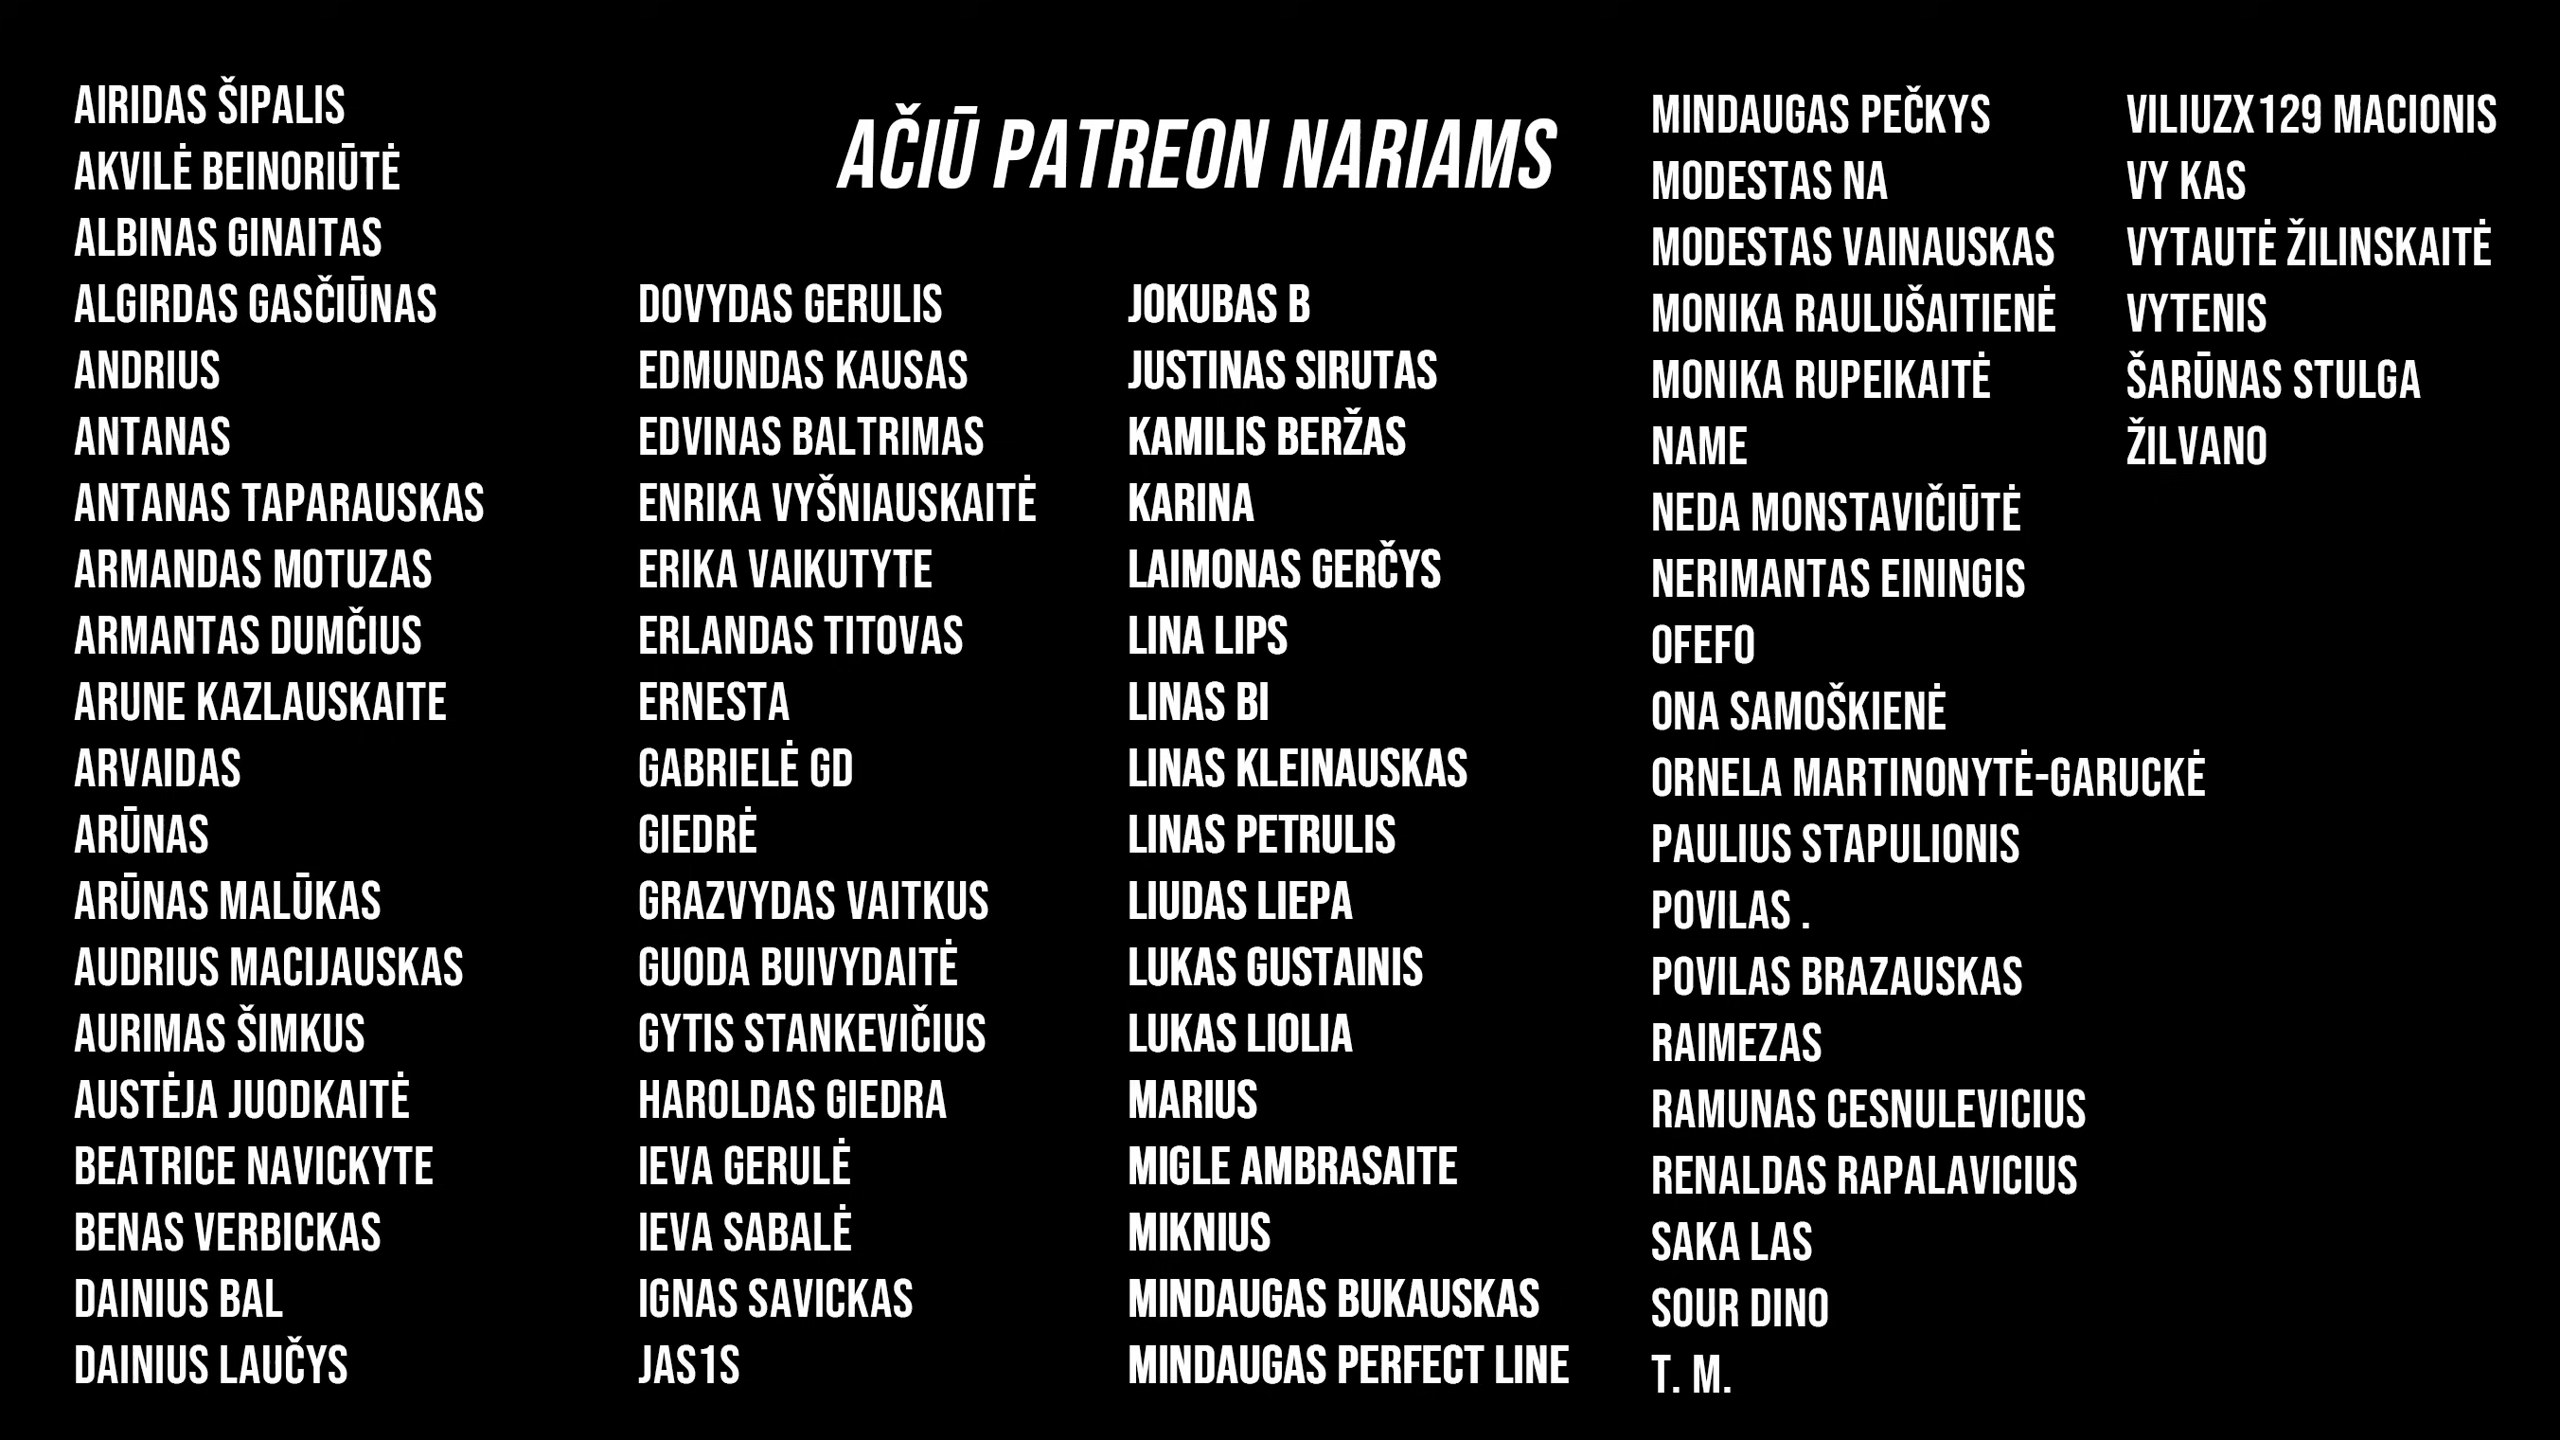 AČIŪ PATREON NARIAMS
AIRIDAS ŠIPALIS
AKVILĖ BEINORIŪTĖ
ALBINAS GINAITAS
ALGIRDAS GASČIŪNAS
ANDRIUS
ANTANAS
ANTANAS TAPARAUSKAS
ARMANDAS MOTUZAS
ARMANTAS DUMČIUS
ARUNE KAZLAUSKAITE
ARVAIDAS
ARŪNAS
ARŪNAS MALŪKAS
AUDRIUS MACIJAUSKAS
AURIMAS ŠIMKUS
AUSTĖJA JUODKAITĖ
BEATRICE NAVICKYTE
BENAS VERBICKAS
DAINIUS BAL
DAINIUS LAUČYS
DOVYDAS GERULIS
EDMUNDAS KAUSAS
EDVINAS BALTRIMAS
ENRIKA VYŠNIAUSKAITĖ
ERIKA VAIKUTYTE
ERLANDAS TITOVAS
ERNESTA
GABRIELĖ GD
GIEDRĖ
GRAZVYDAS VAITKUS
GUODA BUIVYDAITĖ
GYTIS STANKEVIČIUS
HAROLDAS GIEDRA
IEVA GERULĖ
IEVA SABALĖ
IGNAS SAVICKAS
JAS1S
JOKUBAS B
JUSTINAS SIRUTAS
KAMILIS BERŽAS
KARINA
LAIMONAS GERČYS
LINA LIPS
LINAS BI
LINAS KLEINAUSKAS
LINAS PETRULIS
LIUDAS LIEPA
LUKAS GUSTAINIS
LUKAS LIOLIA
MARIUS
MIGLE AMBRASAITE
MIKNIUS
MINDAUGAS BUKAUSKAS
MINDAUGAS PERFECT LINE
MINDAUGAS PEČKYS
MODESTAS NA
MODESTAS VAINAUSKAS
MONIKA RAULUŠAITIENĖ
MONIKA RUPEIKAITĖ
NAME
NEDA MONSTAVIČIŪTĖ
NERIMANTAS EININGIS
OFEFO
ONA SAMOŠKIENĖ
ORNELA MARTINONYTĖ-GARUCKĖ
PAULIUS STAPULIONIS
POVILAS .
POVILAS BRAZAUSKAS
RAIMEZAS
RAMUNAS CESNULEVICIUS
RENALDAS RAPALAVICIUS
SAKA LAS
SOUR DINO
T. M.
VILIUZX129 MACIONIS
VY KAS
VYTAUTĖ ŽILINSKAITĖ
VYTENIS
ŠARŪNAS STULGA
ŽILVANO